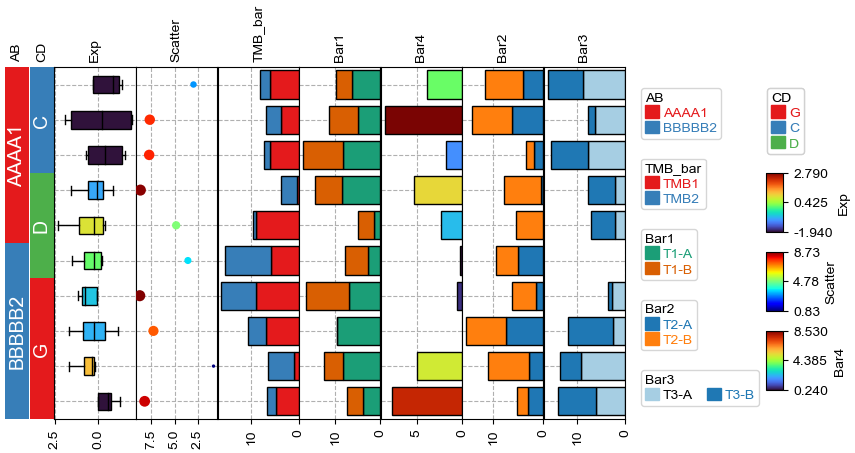 AB CD Exp Scatter TMB_bar Bar1 Bar4 Bar2 Bar3
AAAA1
BBBBB2
C
D
G
2.5 0.0 7.5 5.0 2.5 10 0 10 0 5 0 10 0 10 0
AB
AAAA1
BBBBB2
CD
G
C
D
TMB_bar
TMB1
TMB2
2.790
0.425
-1.940
Exp
Bar1
T1-A
T1-B
8.73
4.78
0.83
Scatter
Bar2
T2-A
T2-B
8.530
4.385
0.240
Bar4
Bar3
T3-A T3-B